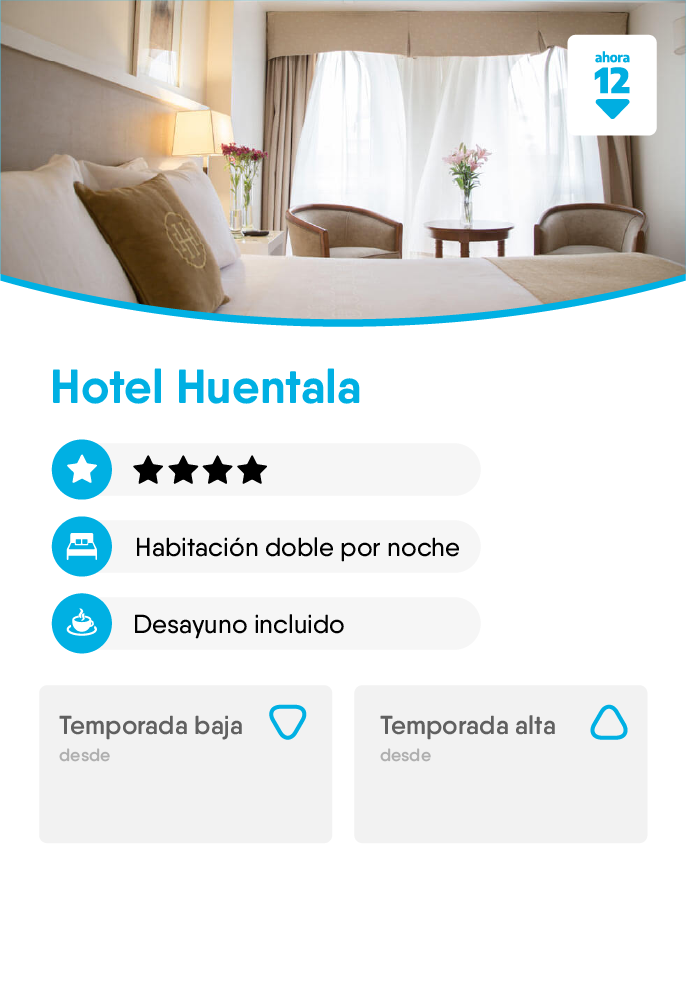 ahora
12
Hotel Huentala
Habitación doble por noche
Desayuno incluido
Temporada baja
desde
Temporada alta
desde